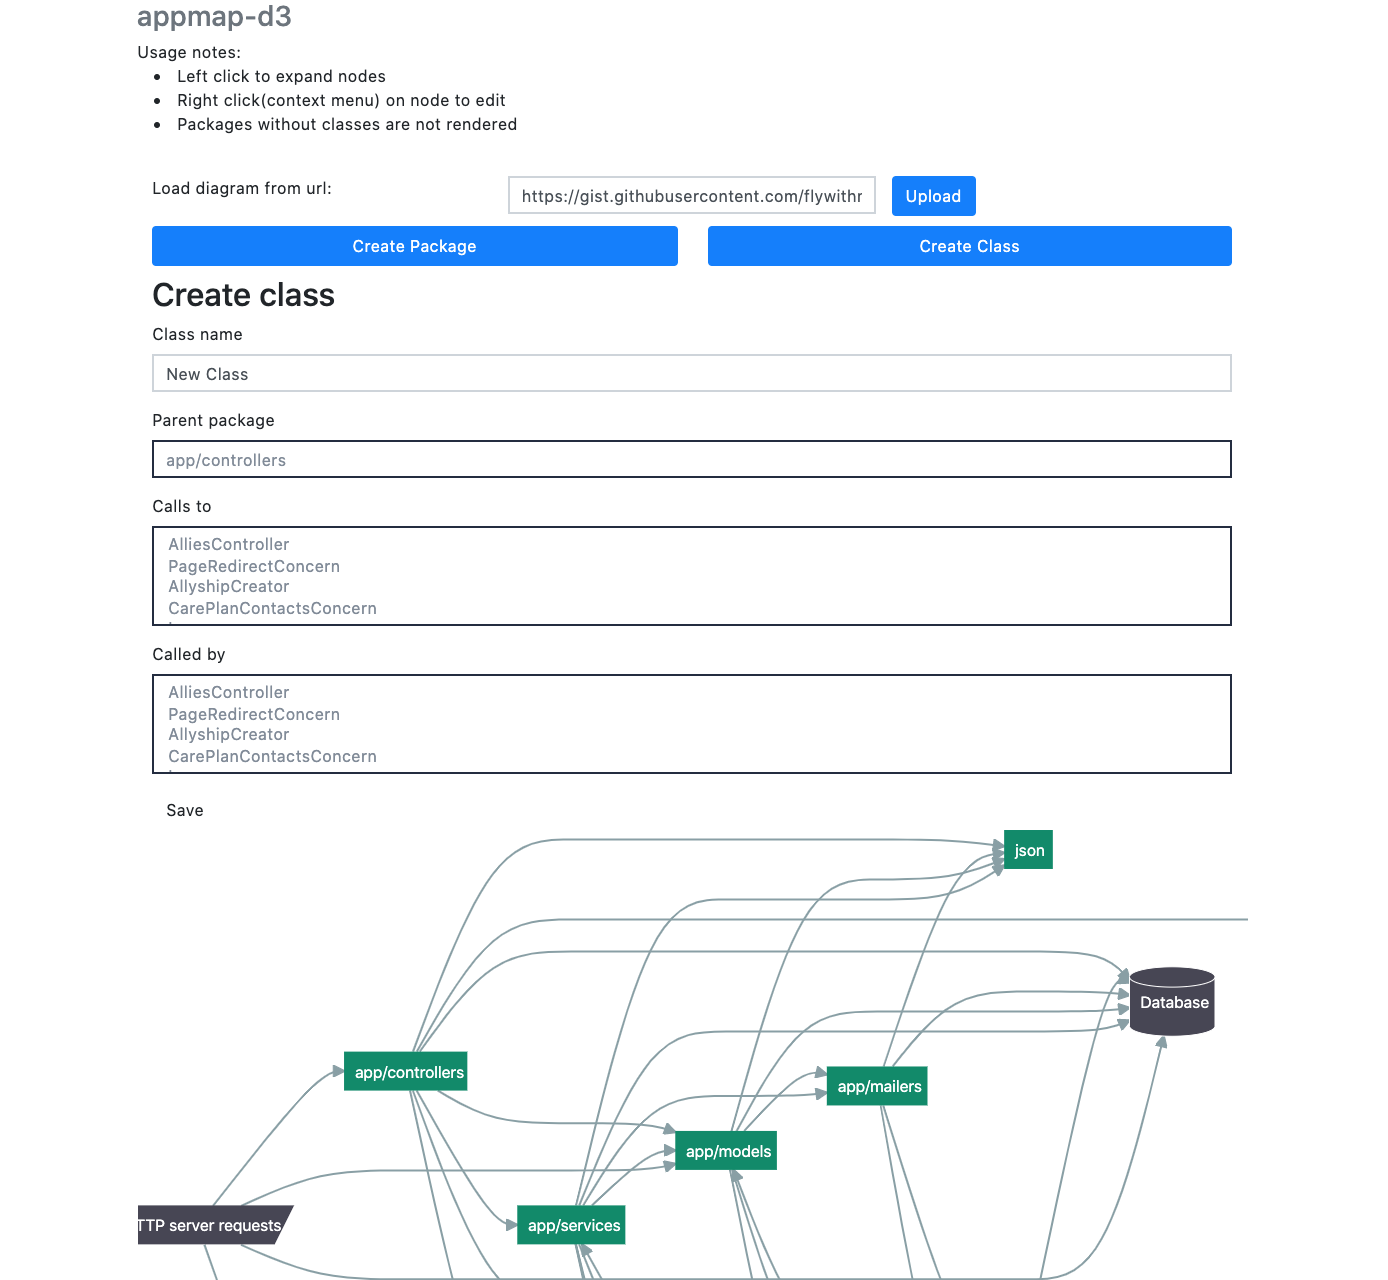 appmap-d3
Usage notes:
Left click to expand nodes
Right click(context menu) on node to edit
Packages without classes are not rendered
Load diagram from url:
https://gist.githubusercontent.com/flywithr
Upload
Create Package
Create Class
Create class
Class name
New Class
Parent package
app/controllers
Calls to
AlliesController
PageRedirectConcern
AllyshipCreator
CarePlanContactsConcern
Called by
AlliesController
PageRedirectConcern
AllyshipCreator
CarePlanContactsConcern
Save
json
Database
app/controllers
app/mailers
app/models
TTP server requests
app/services